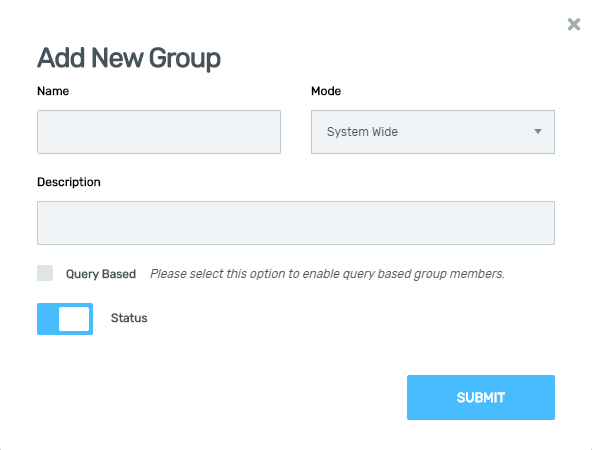 Add New Group
Name
Mode
System Wide
Description
Query Based Please select this option to enable query based group members.
Status
SUBMIT